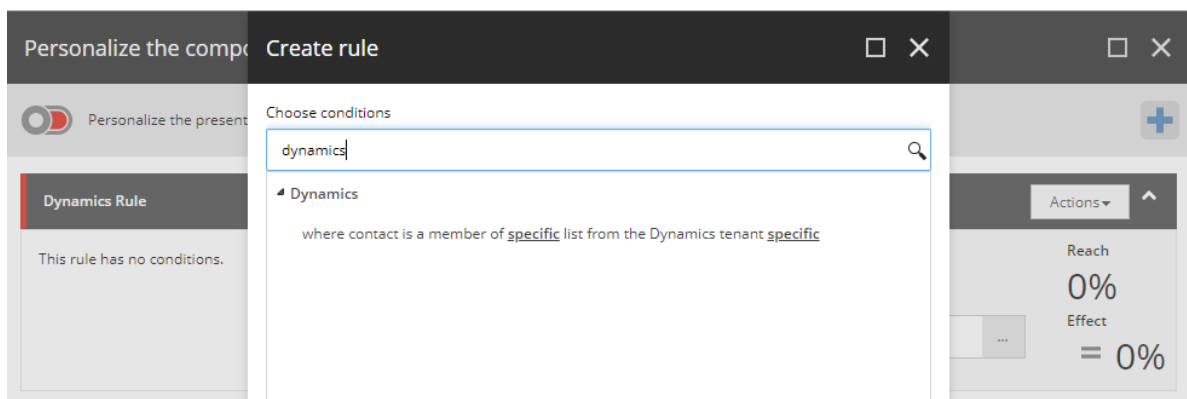 Personalize the compo
Create rule
Personalize the present
Choose conditions
dynamics
Dynamics
where contact is a member of specific list from the Dynamics tenant specific
Dynamics Rule
Actions
This rule has no conditions.
Reach
0%
Effect
...
= 0%